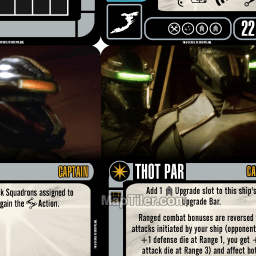 22
CAPTAIN
THOT PAR
CA
k Squadrons assigned to
gain the Action.
Add 1 Upgrade slot to this ship's
Upgrade Bar.
Ranged combat bonuses are reversed
attacks initiated by your ship (opponent
+1 defense die at Range 1, you get +
attack die at Range 3) and affect bot
MapTiler.com